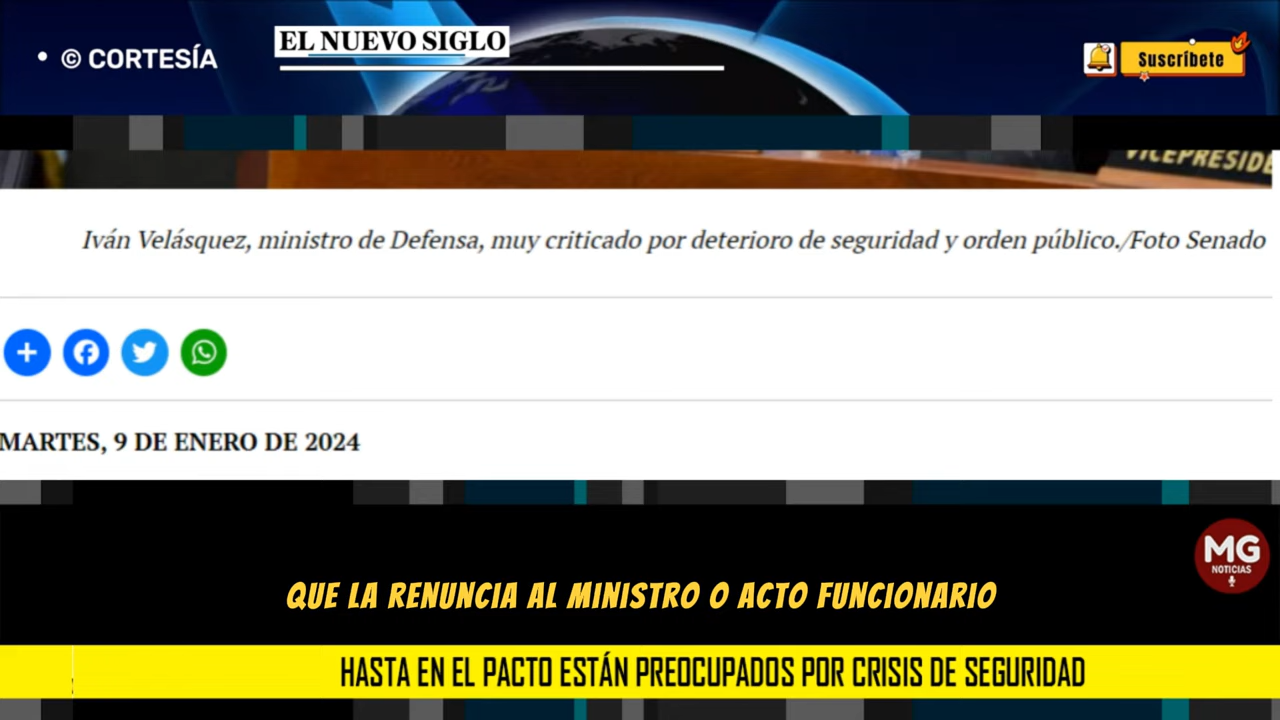 • © CORTESÍA
EL NUEVO SIGLO
Suscríbete
VICEPRESIDE
Iván Velásquez, ministro de Defensa, muy criticado por deterioro de seguridad y orden público./Foto Senado
MARTES, 9 DE ENERO DE 2024
MG
NOTICIAS
QUE LA RENUNCIA AL MINISTRO O ACTO FUNCIONARIO
HASTA EN EL PACTO ESTÁN PREOCUPADOS POR CRISIS DE SEGURIDAD